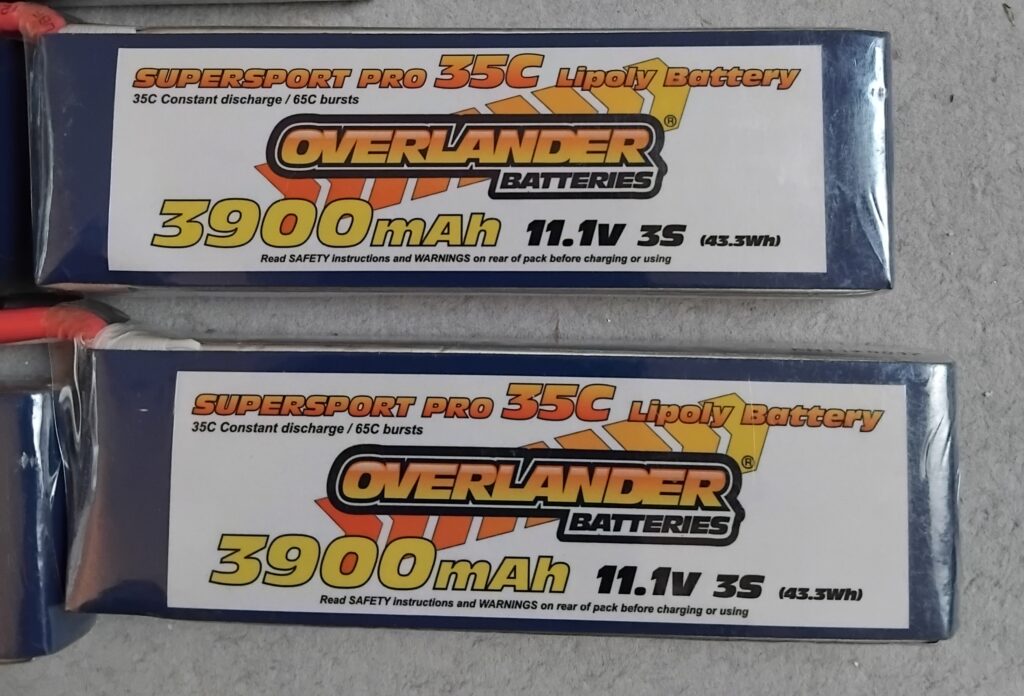 SUPERSPORT PRO 35C Lipoly Battery
35C Constant discharge / 65C bursts
OVERLANDER®
BATTERIES
3900mAh 11.1V 3S (43.3Wh)
Read SAFETY instructions and WARNINGS on rear of pack before charging or using
SUPERSPORT PRO 35C Lipoly Battery
35C Constant discharge / 65C bursts
OVERLANDER®
BATTERIES
3900mAh 11.1V 3S (43.3Wh)
Read SAFETY instructions and WARNINGS on rear of pack before charging or using